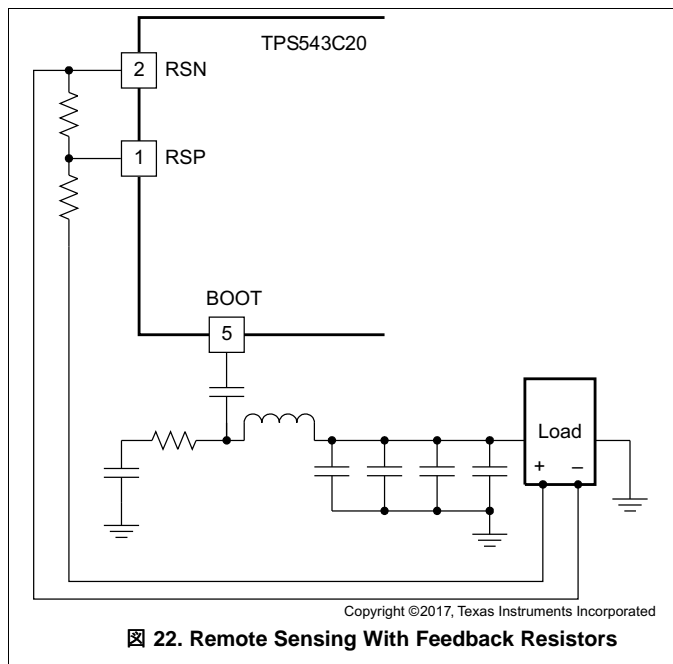 TPS543C20
2 RSN
1 RSP
BOOT
5
Load
+ –
Copyright ©2017, Texas Instruments Incorporated
図 22. Remote Sensing With Feedback Resistors